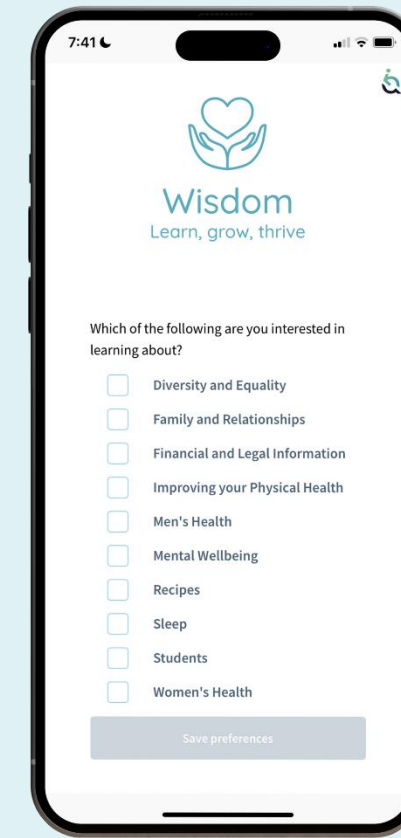 7:41
Wisdom
Learn, grow, thrive
Which of the following are you interested in
learning about?
Diversity and Equality
Family and Relationships
Financial and Legal Information
Improving your Physical Health
Men's Health
Mental Wellbeing
Recipes
Sleep
Students
Women's Health
Save preferences